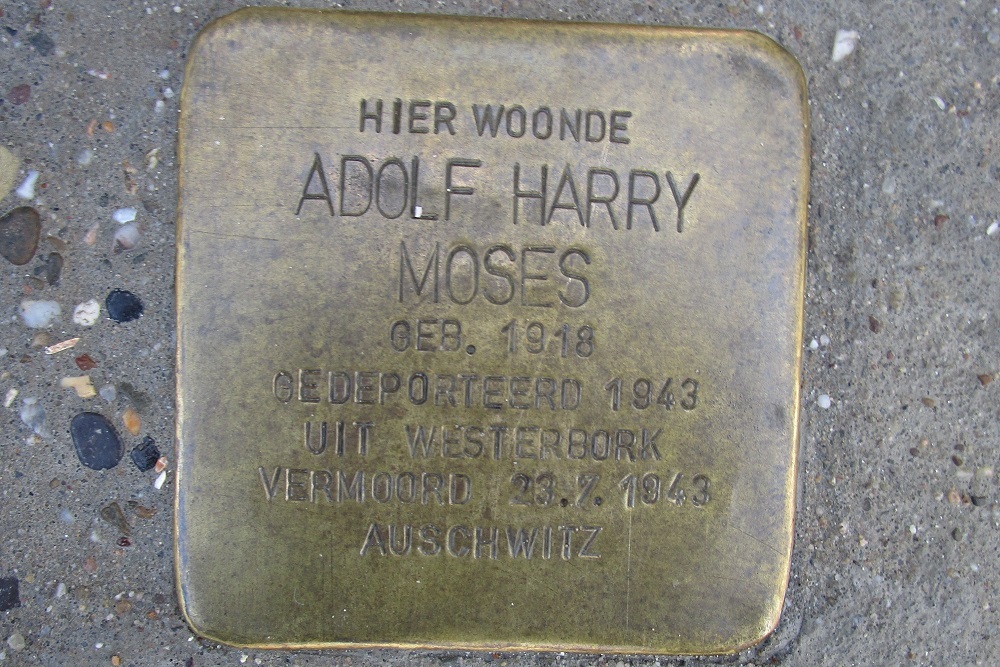 HIER WOONDE
ADOLF HARRY
MOSES
GEB. 1918
GEDEPORTEERD 1943
UIT WESTERBORK
VERMOORD 23.7.1943
AUSCHWITZ